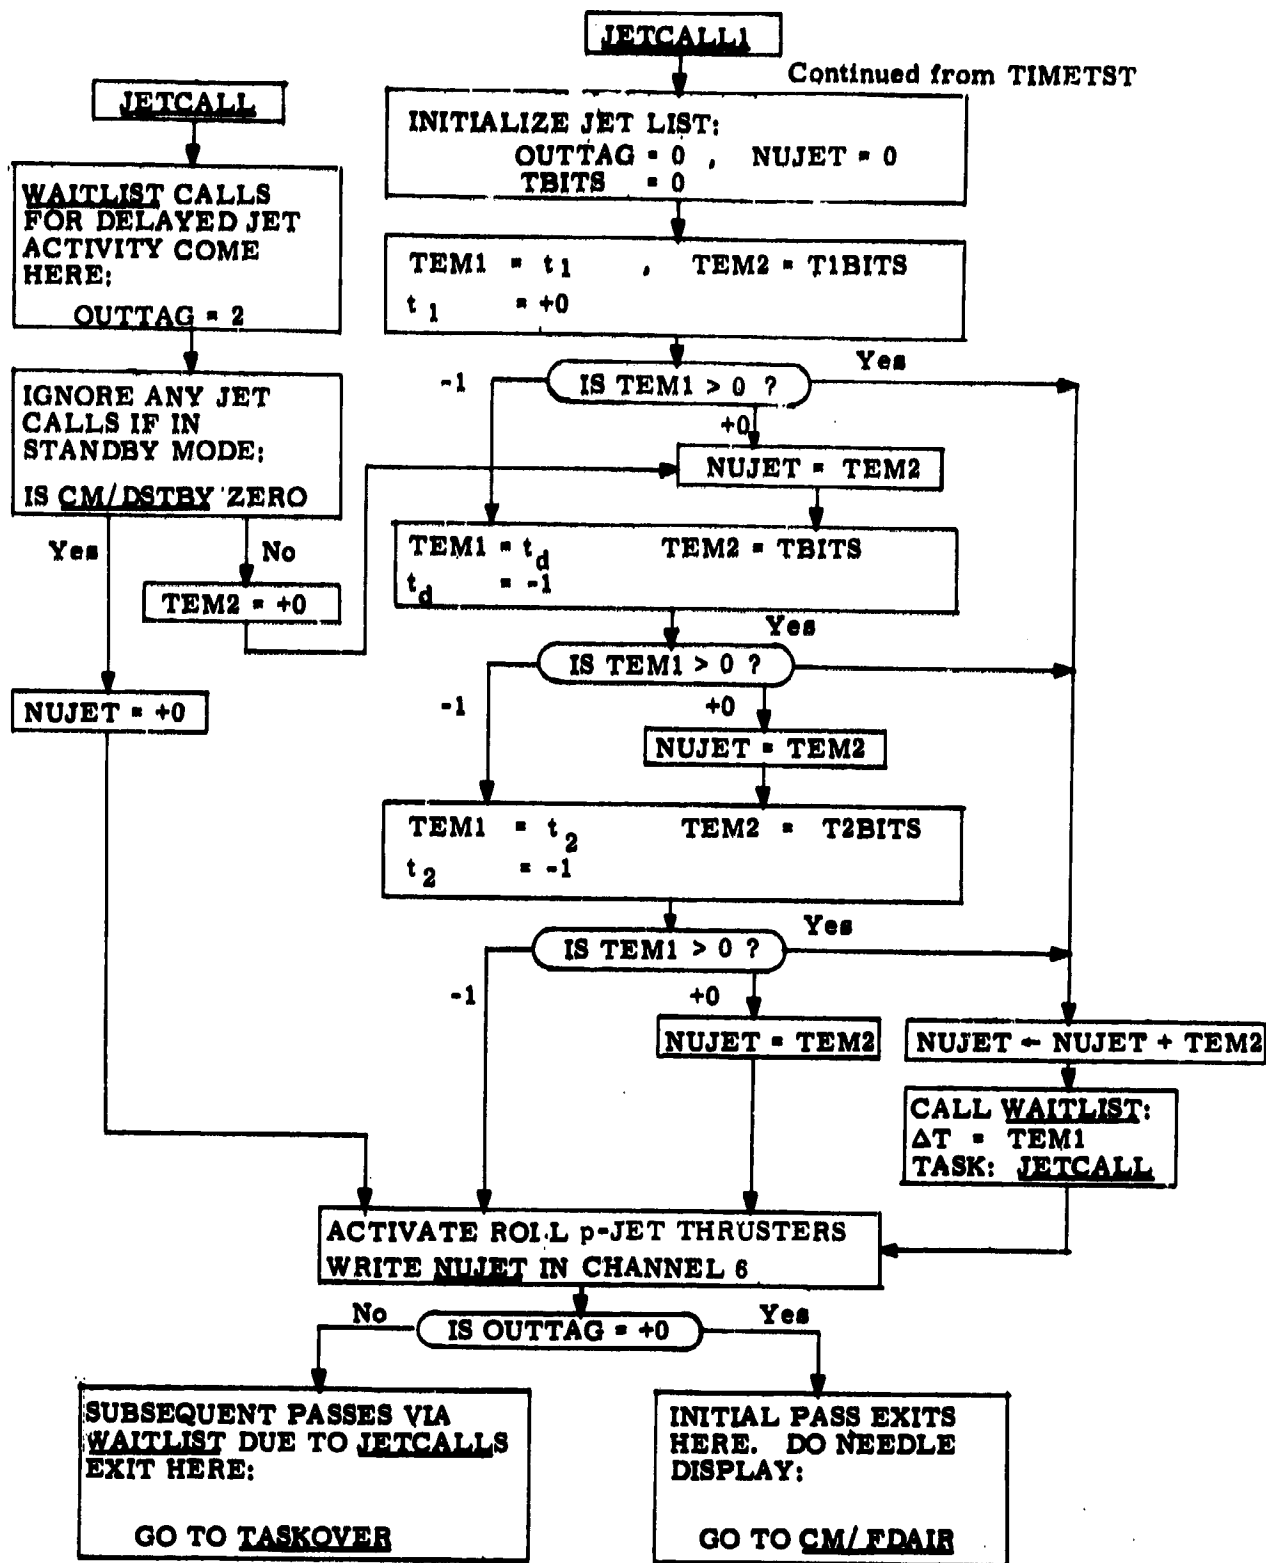 JETCALL1
Continued from TIMETST
JETCALL
INITIALIZE JET LIST:
OUTTAG = 0 , NUJET = 0
TBITS = 0
WAITLIST CALLS
FOR DELAYED JET
ACTIVITY COME
HERE:
OUTTAG = 2
TEM1 = t1 , TEM2 = T1BITS
t1 = +0
IS TEM1 > 0 ?
Yes
-1
+0
NUJET = TEM2
IGNORE ANY JET
CALLS IF IN
STANDBY MODE:
IS CM/DSTBY ZERO
Yes
No
TEM2 = +0
NUJET = +0
TEM1 = td TEM2 = TBITS
td = -1
Yes
IS TEM1 > 0 ?
-1
+0
NUJET = TEM2
TEM1 = t2 TEM2 = T2BITS
t2 = -1
Yes
IS TEM1 > 0 ?
-1
+0
NUJET = TEM2
NUJET ← NUJET + TEM2
CALL WAITLIST:
ΔT = TEM1
TASK: JETCALL
ACTIVATE ROLL p-JET THRUSTERS
WRITE NUJET IN CHANNEL 6
No
IS OUTTAG = +0
Yes
SUBSEQUENT PASSES VIA
WAITLIST DUE TO JETCALLS
EXIT HERE:
GO TO TASKOVER
INITIAL PASS EXITS
HERE. DO NEEDLE
DISPLAY:
GO TO CM/FDAIR